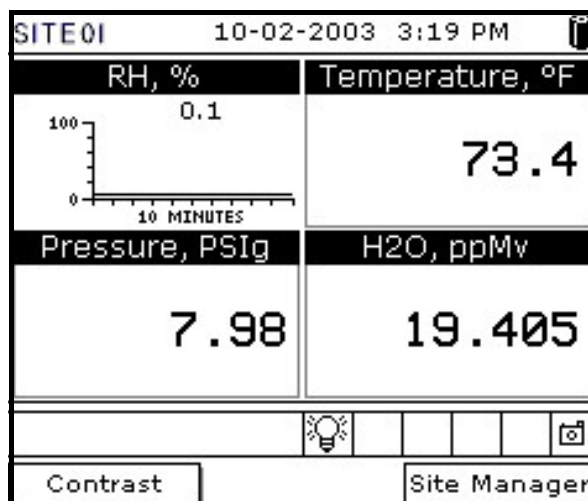 SITE01 10-02-2003 3:19 PM
RH, % Temperature, ºF
0.1
100
73.4
0
10 MINUTES
Pressure, PSIg H2O, ppMv
7.98 19.405
Contrast Site Manager